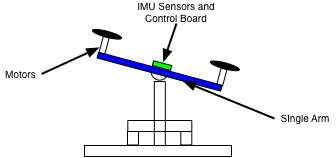 IMU Sensors and
Control Board
Motors
SIngle Arm